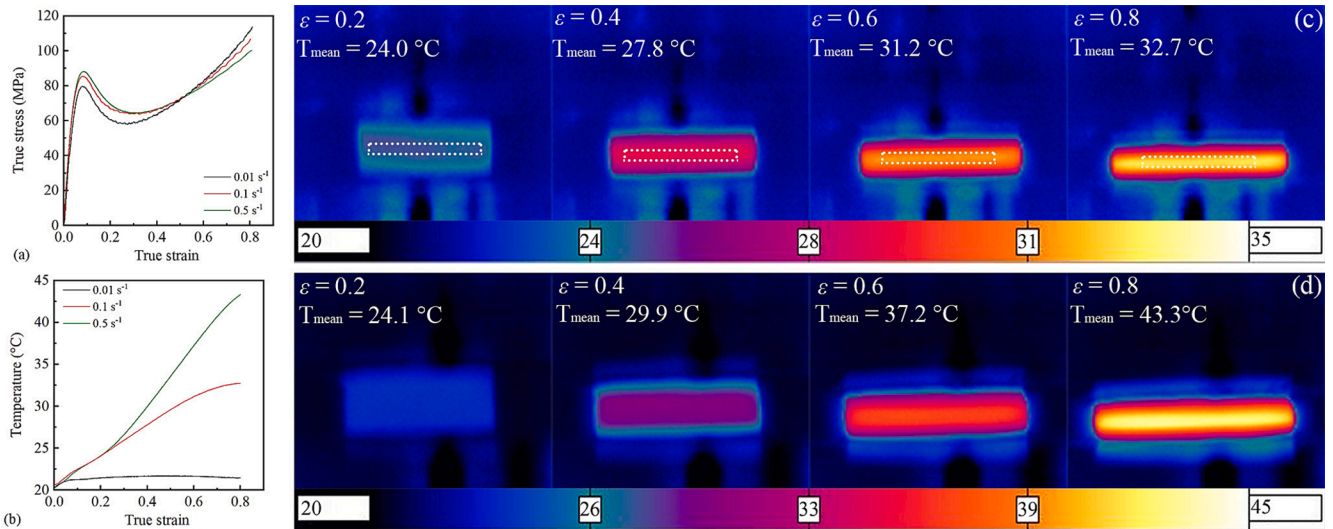 120
100
80
60
40
20
0
True stress (MPa)
0.01 s⁻¹
0.1 s⁻¹
0.5 s⁻¹
0.0 0.2 0.4 0.6 0.8 1.0
True strain
(a)
45
40
35
30
25
20
Temperature (°C)
0.01 s⁻¹
0.1 s⁻¹
0.5 s⁻¹
0.0 0.2 0.4 0.6 0.8 1.0
True strain
(b)
ε = 0.2
Tmean = 24.0 °C
ε = 0.4
Tmean = 27.8 °C
ε = 0.6
Tmean = 31.2 °C
ε = 0.8
Tmean = 32.7 °C
(c)
20 24 28 31 35
ε = 0.2
Tmean = 24.1 °C
ε = 0.4
Tmean = 29.9 °C
ε = 0.6
Tmean = 37.2 °C
ε = 0.8
Tmean = 43.3°C
(d)
20 26 33 39 45